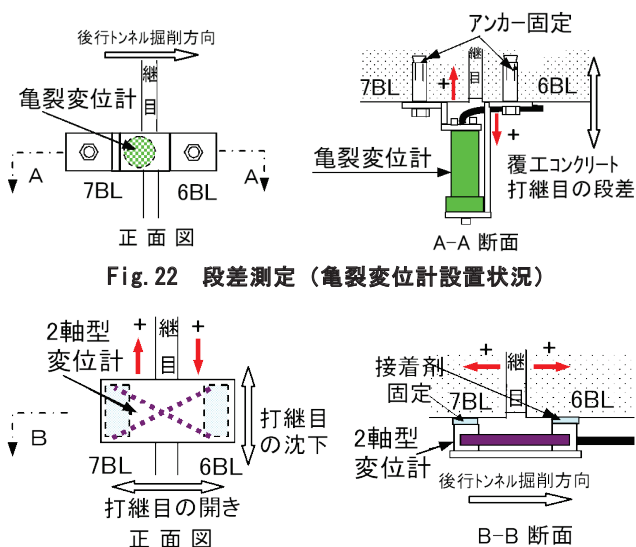 後行トンネル掘削方向
継目
亀裂変位計
A
A
7BL
6BL
正面図
アンカー固定
7BL
継目
6BL
+
+
亀裂変位計
覆工コンクリート
打継目の段差
A-A 断面
Fig.22 段差測定（亀裂変位計設置状況）
+
継目
+
2軸型
変位計
打継目
の沈下
B
7BL
6BL
打継目の開き
正面図
+
継目
+
接着剤
固定
7BL
6BL
2軸型
変位計
後行トンネル掘削方向
B-B 断面